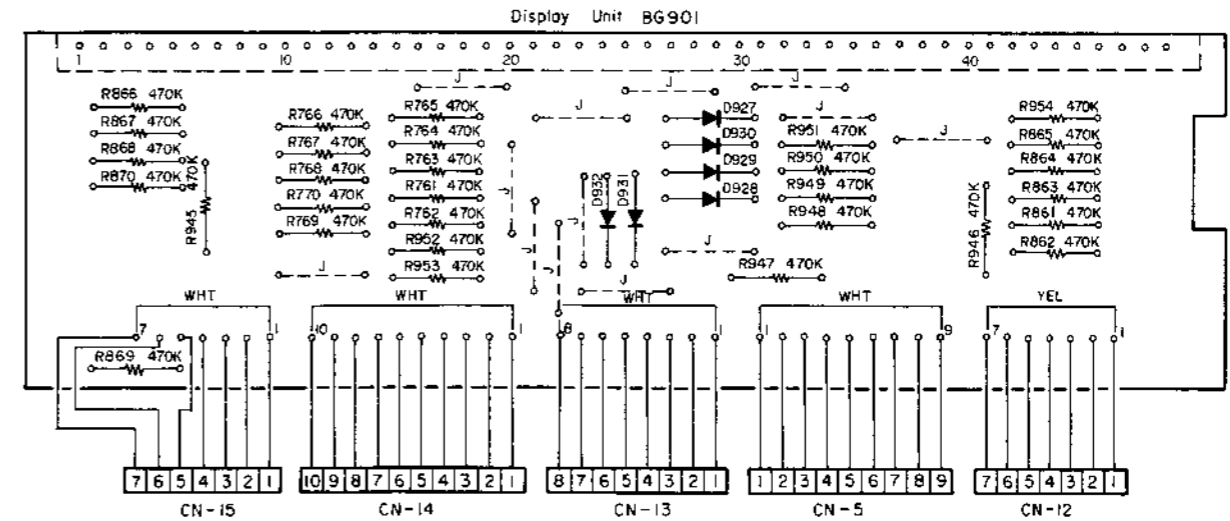 Display Unit BG901
1 10 20 30 40
J J J
R866 470K
R867 470K
R868 470K
R870 470K
R945 470K
R766 470K
R767 470K
R768 470K
R770 470K
R769 470K
J
R765 470K
R764 470K
R763 470K
R761 470K
R762 470K
R952 470K
R953 470K
J
J
J
J
D932
D931
J
D927
D930
D929
D928
J
J
R951 470K
R950 470K
R949 470K
R948 470K
R947 470K
J
R946 470K
R954 470K
R865 470K
R864 470K
R863 470K
R861 470K
R862 470K
WHT WHT WHT WHT YEL
7 1 10 1 8 1 1 9 7 1
R869 470K
7 6 5 4 3 2 1
10 9 8 7 6 5 4 3 2 1
8 7 6 5 4 3 2 1
1 2 3 4 5 6 7 8 9
7 6 5 4 3 2 1
CN-15 CN-14 CN-13 CN-5 CN-12